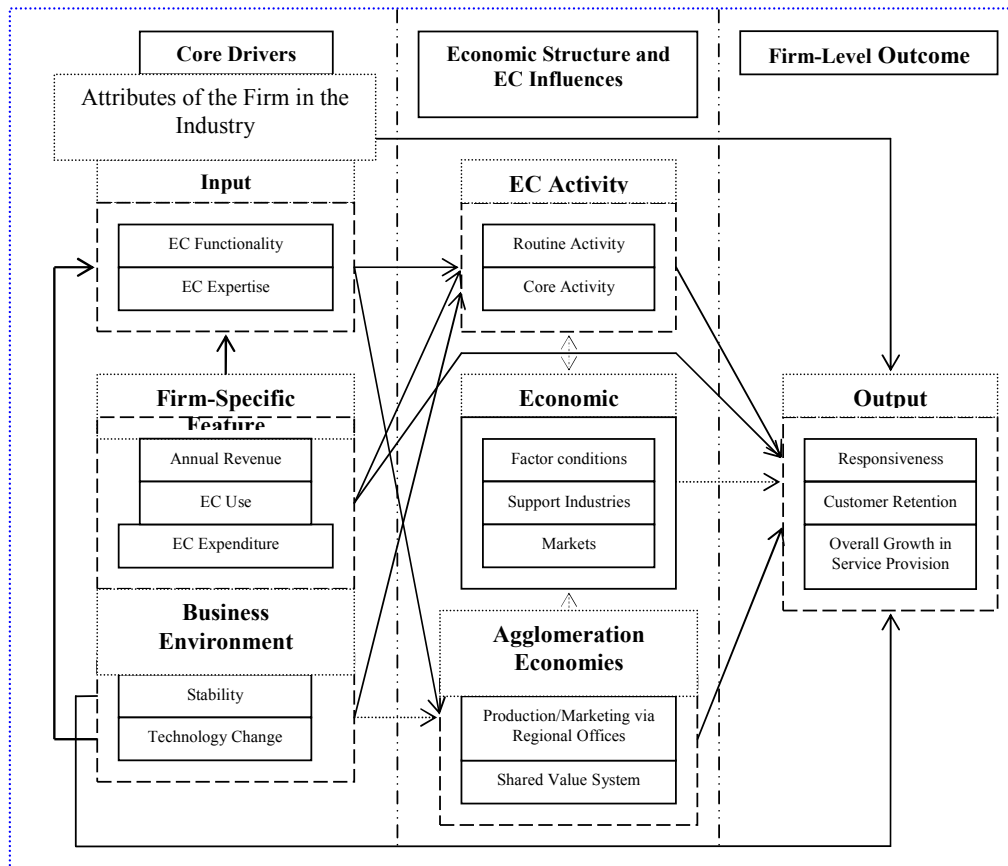 Core Drivers
Economic Structure and
EC Influences
Firm-Level Outcome
Attributes of the Firm in the
Industry
Input
EC Functionality
EC Expertise
Firm-Specific
Feature
Annual Revenue
EC Use
EC Expenditure
Business
Environment
Stability
Technology Change
EC Activity
Routine Activity
Core Activity
Economic
Factor conditions
Support Industries
Markets
Agglomeration
Economies
Production/Marketing via
Regional Offices
Shared Value System
Output
Responsiveness
Customer Retention
Overall Growth in
Service Provision